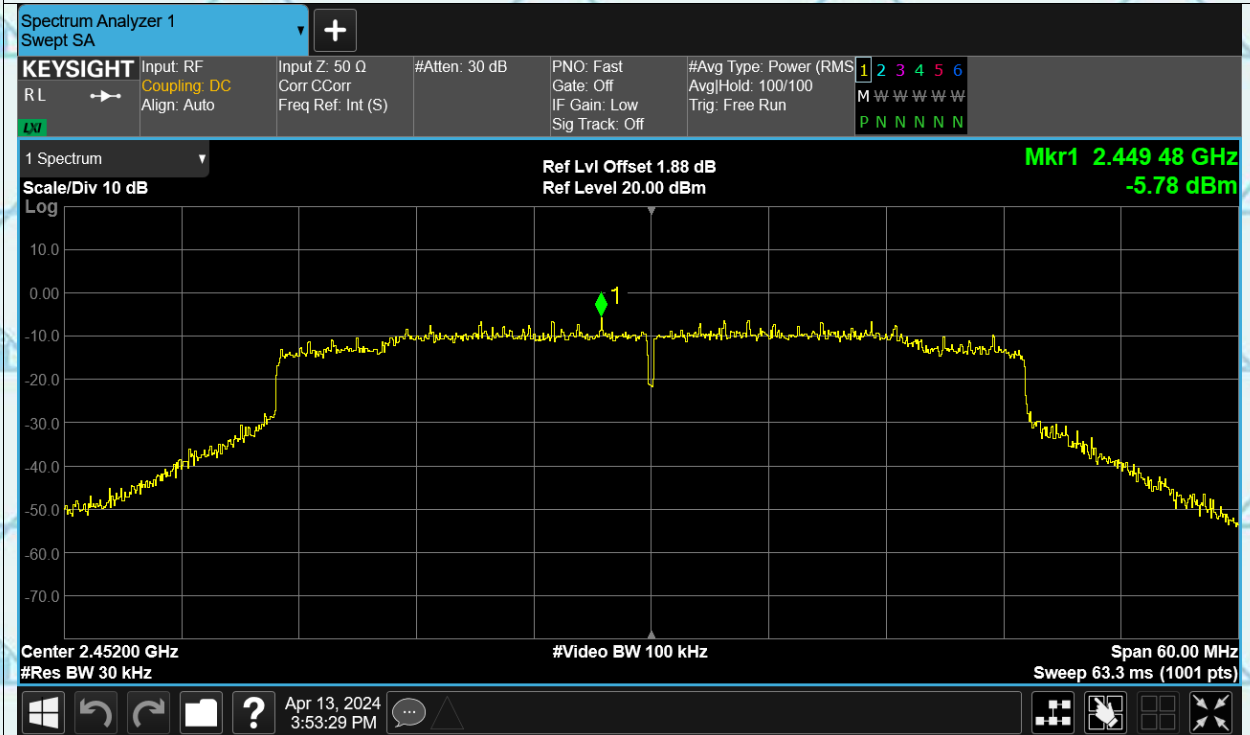 Spectrum Analyzer 1
Swept SA
+
KEYSIGHT
R L
LXI
Input: RF
Coupling: DC
Align: Auto
Input Z: 50 Ω
Corr CCorr
Freq Ref: Int (S)
#Atten: 30 dB
PNO: Fast
Gate: Off
IF Gain: Low
Sig Track: Off
#Avg Type: Power (RMS
Avg|Hold: 100/100
Trig: Free Run
1 2 3 4 5 6
M W W W W W
P N N N N N
1 Spectrum
Scale/Div 10 dB
Log
Ref Lvl Offset 1.88 dB
Ref Level 20.00 dBm
Mkr1 2.449 48 GHz
-5.78 dBm
1
10.0
0.00
-10.0
-20.0
-30.0
-40.0
-50.0
-60.0
-70.0
Center 2.45200 GHz
#Res BW 30 kHz
#Video BW 100 kHz
Span 60.00 MHz
Sweep 63.3 ms (1001 pts)
?
Apr 13, 2024
3:53:29 PM